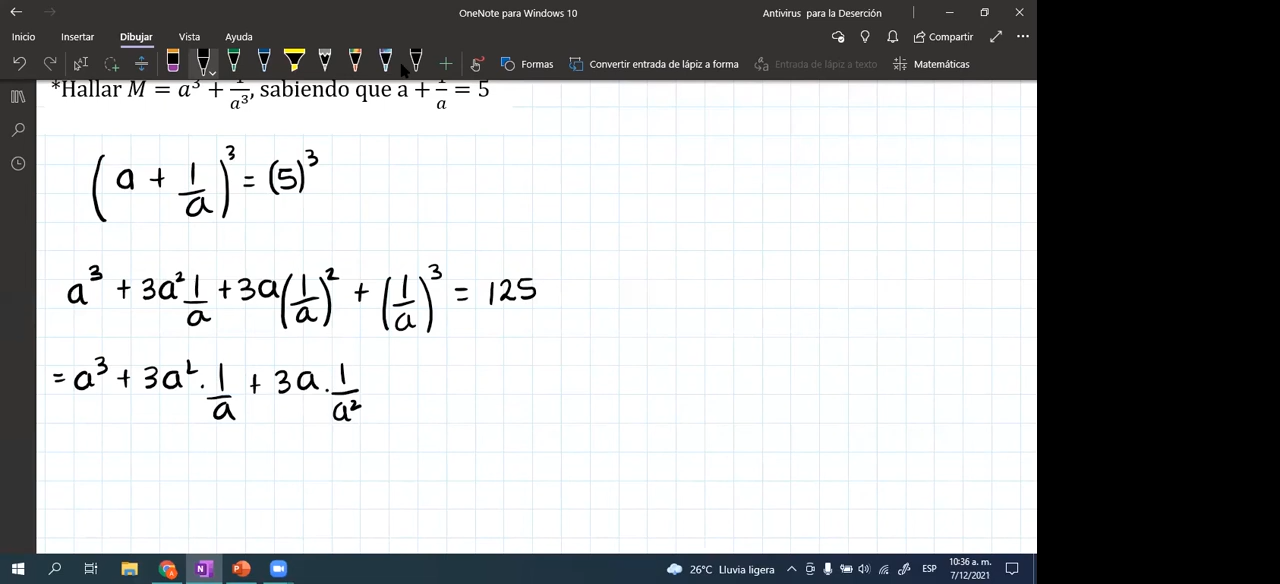 OneNote para Windows 10
Antivirus para la Deserción
Inicio Insertar Dibujar Vista Ayuda
Compartir
Formas Convertir entrada de lápiz a forma Entrada de lápiz a texto Matemáticas
*Hallar M = a³ + 1/a³, sabiendo que a + 1/a = 5
(a + 1/a)³ = (5)³
a³ + 3a² 1/a + 3a(1/a)² + (1/a)³ = 125
= a³ + 3a² . 1/a + 3a . 1/a²
26°C Lluvia ligera
ESP
10:36 a. m.
7/12/2021